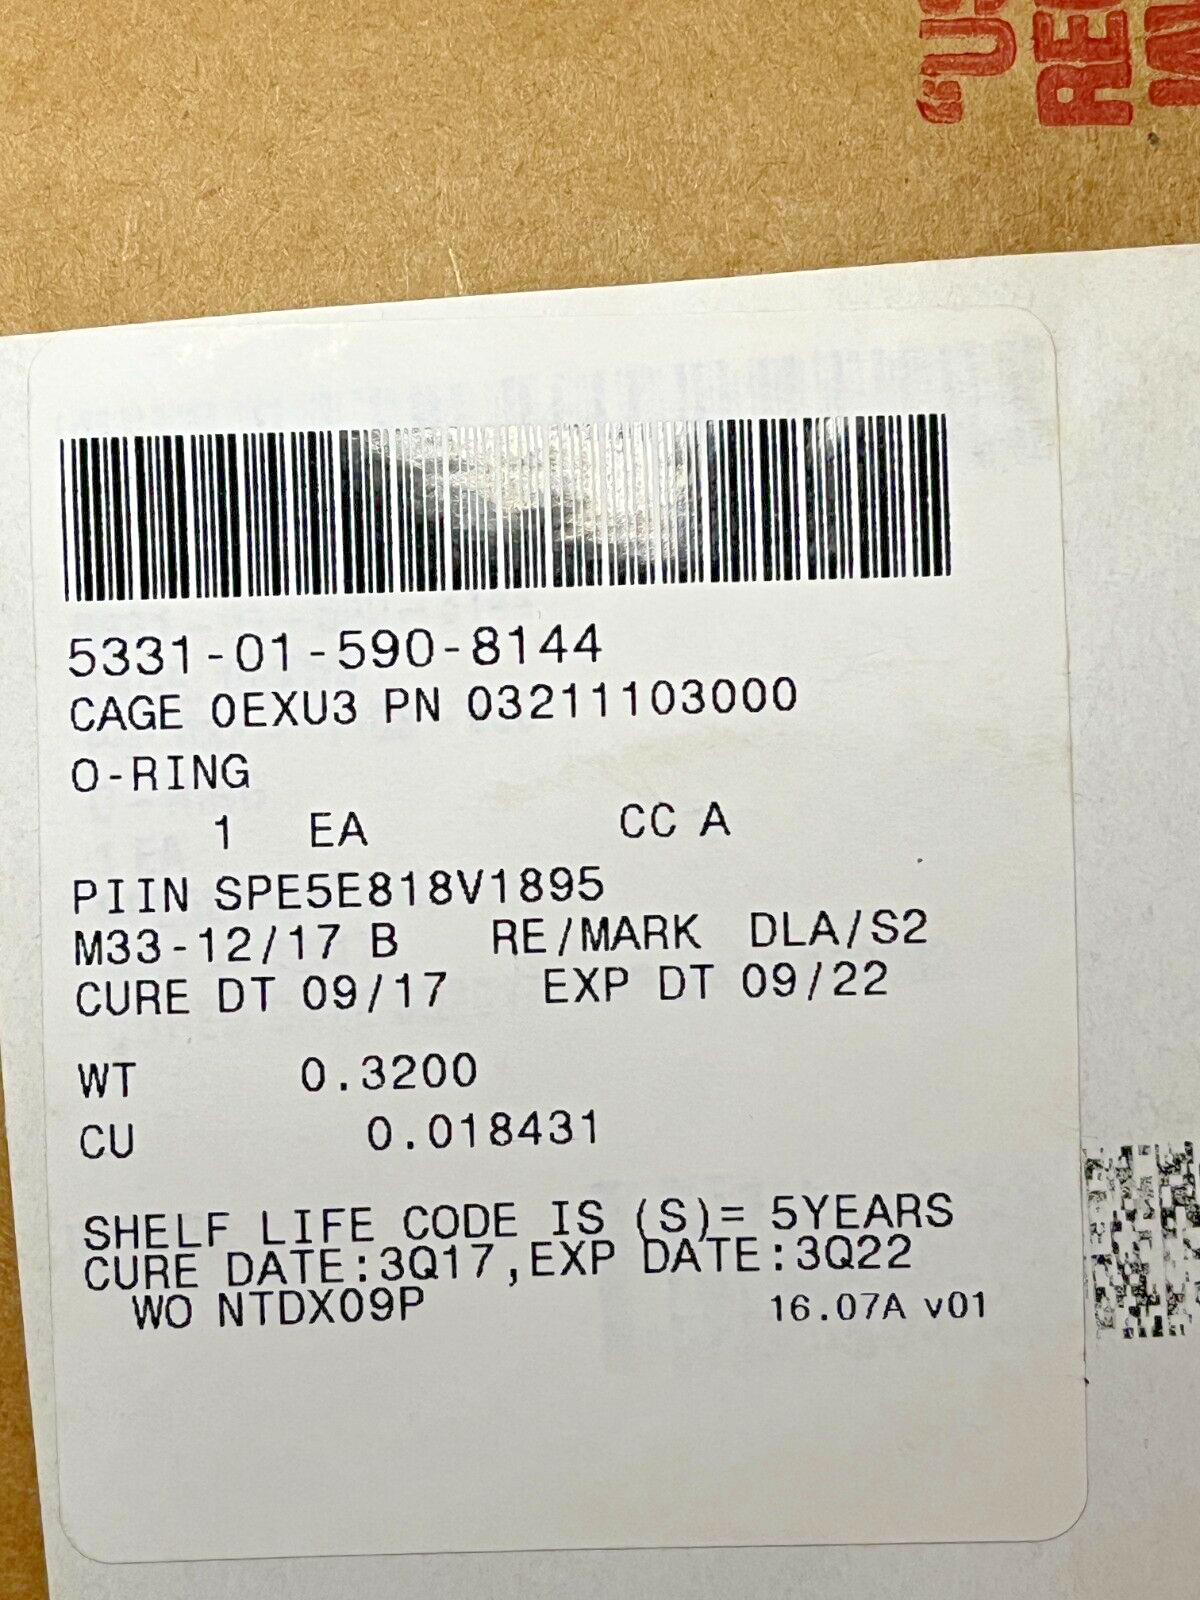 5331-01-590-8144
CAGE 0EXU3 PN 03211103000
O-RING
1 EA CC A
PIIN SPE5E818V1895
M33-12/17 B RE/MARK DLA/S2
CURE DT 09/17 EXP DT 09/22
WT 0.3200
CU 0.018431
SHELF LIFE CODE IS (S)= 5YEARS
CURE DATE:3Q17,EXP DATE:3Q22
WO NTDX09P 16.07A v01